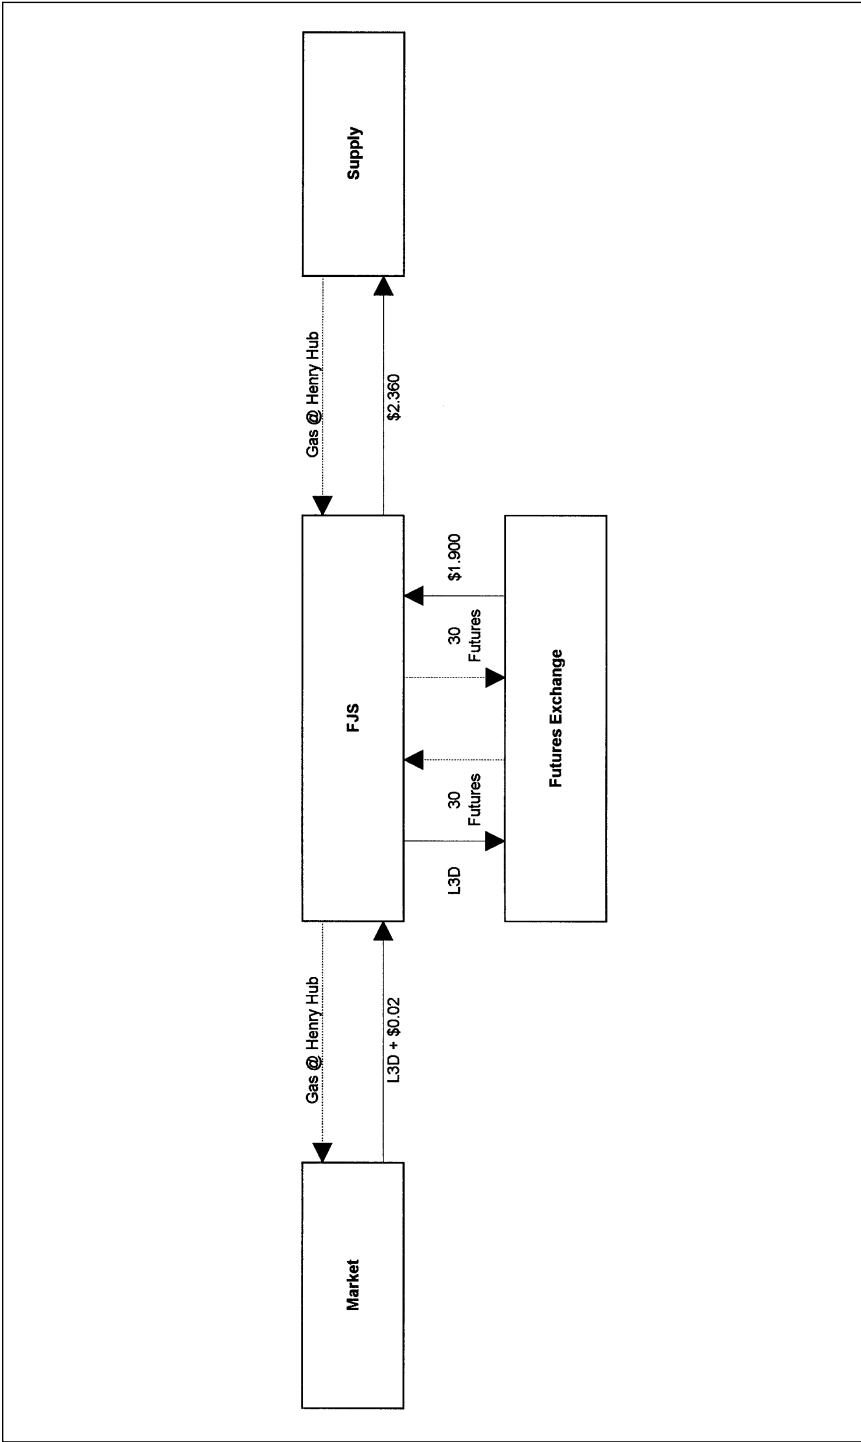 Market
Gas @ Henry Hub
L3D + $0.02
FJS
Gas @ Henry Hub
$2.360
Supply
L3D
30
Futures
30
Futures
$1.900
Futures Exchange